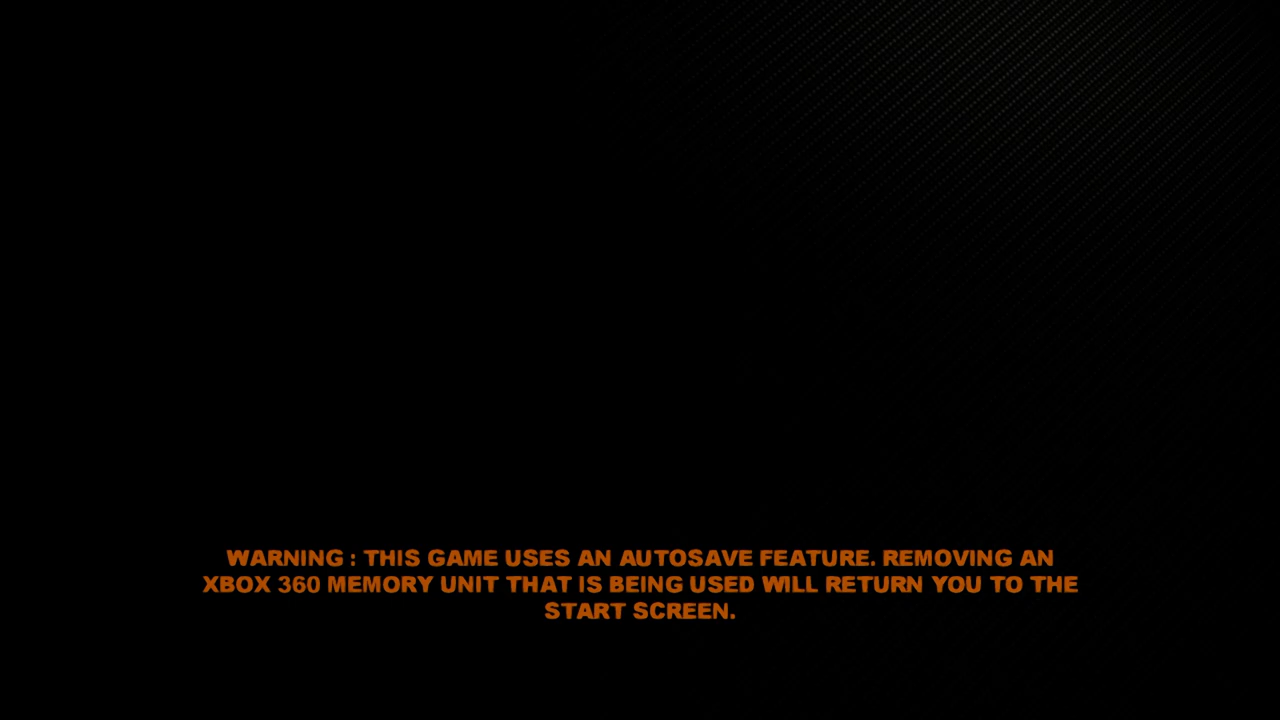 WARNING : THIS GAME USES AN AUTOSAVE FEATURE. REMOVING AN
XBOX 360 MEMORY UNIT THAT IS BEING USED WILL RETURN YOU TO THE
START SCREEN.